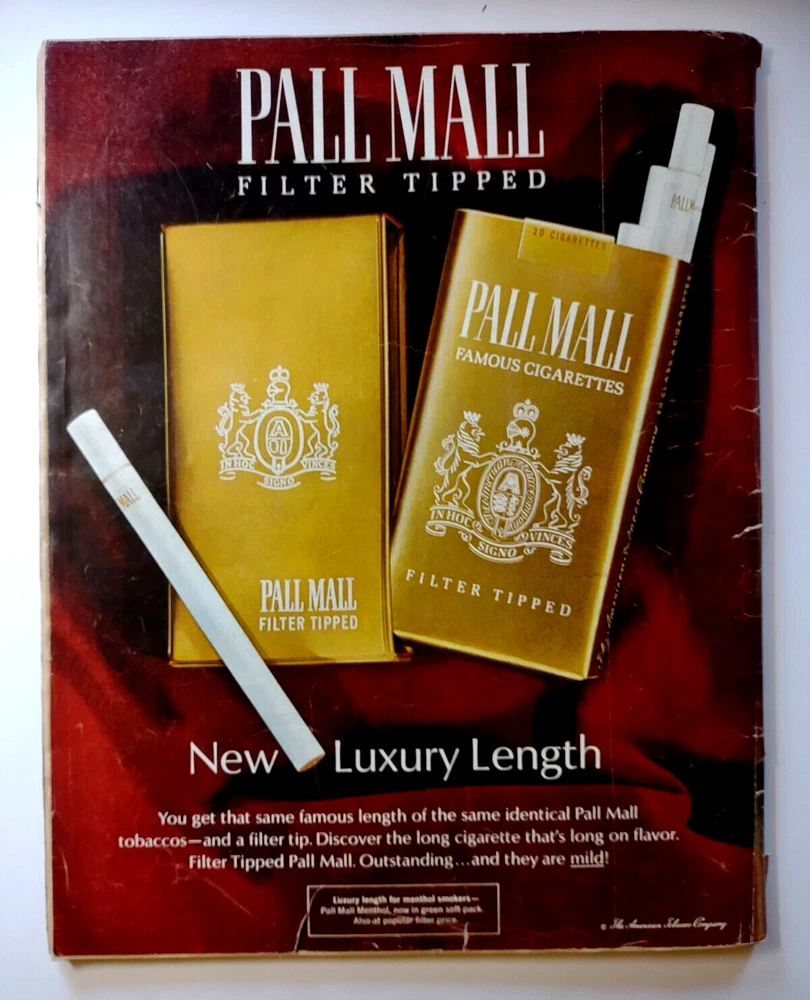 PALL MALL
FILTER TIPPED
20 CIGARETTES
PALL
PALL MALL
FAMOUS CIGARETTES
IN HOC SIGNO VINCES
FILTER TIPPED
IN HOC SIGNO VINCES
PALL MALL
FILTER TIPPED
MALL
New Luxury Length
You get that same famous length of the same identical Pall Mall
tobaccos—and a filter tip. Discover the long cigarette that's long on flavor.
Filter Tipped Pall Mall. Outstanding...and they are mild!
Luxury length for menthol smokers—
Pall Mall Menthol, now in green soft pack.
Also at popular filter price.
© The American Tobacco Company